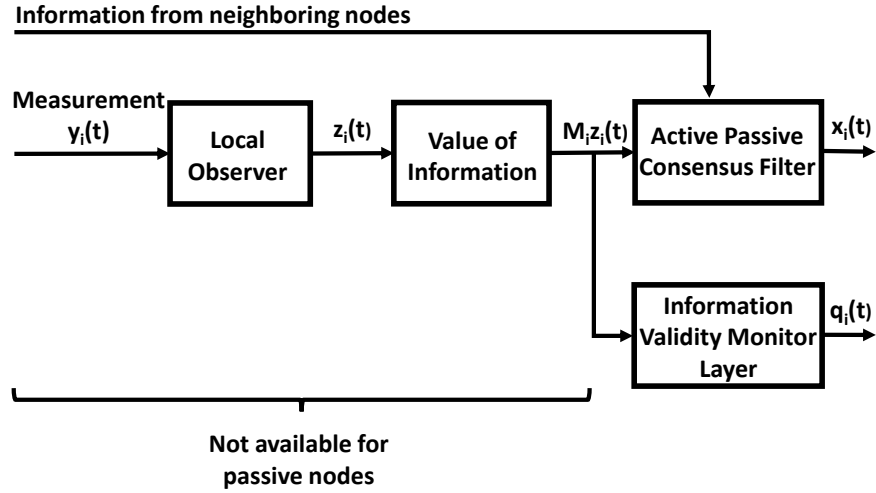 Information from neighboring nodes
Measurement
yᵢ(t)
Local
Observer
zᵢ(t)
Value of
Information
Mᵢzᵢ(t)
Active Passive
Consensus Filter
xᵢ(t)
Information
Validity Monitor
Layer
qᵢ(t)
Not available for
passive nodes